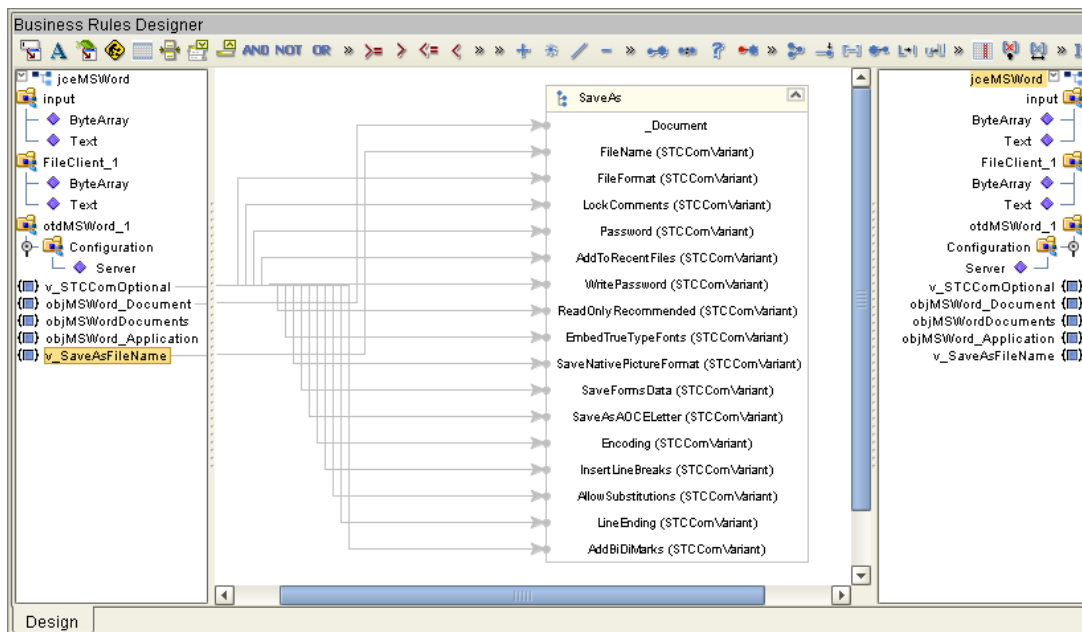 Business Rules Designer
A AND NOT OR » >= > <= < » » + / - » ? » »
jceMSWord
input
ByteArray
Text
FileClient_1
ByteArray
Text
otdMSWord_1
Configuration
Server
v_STCComOptional
objMSWord_Document
objMSWordDocuments
objMSWord_Application
v_SaveAsFileName
SaveAs
_Document
FileName (STCComVariant)
FileFormat (STCComVariant)
LockComments (STCComVariant)
Password (STCComVariant)
AddToRecentFiles (STCComVariant)
WritePassword (STCComVariant)
ReadOnlyRecommended (STCComVariant)
EmbedTrueTypeFonts (STCComVariant)
SaveNativePictureFormat (STCComVariant)
SaveFormsData (STCComVariant)
SaveAsAOCELetter (STCComVariant)
Encoding (STCComVariant)
InsertLineBreaks (STCComVariant)
AllowSubstitutions (STCComVariant)
LineEnding (STCComVariant)
AddBiDiMarks (STCComVariant)
jceMSWord
input
ByteArray
Text
FileClient_1
ByteArray
Text
otdMSWord_1
Configuration
Server
v_STCComOptional
objMSWord_Document
objMSWordDocuments
objMSWord_Application
v_SaveAsFileName
Design